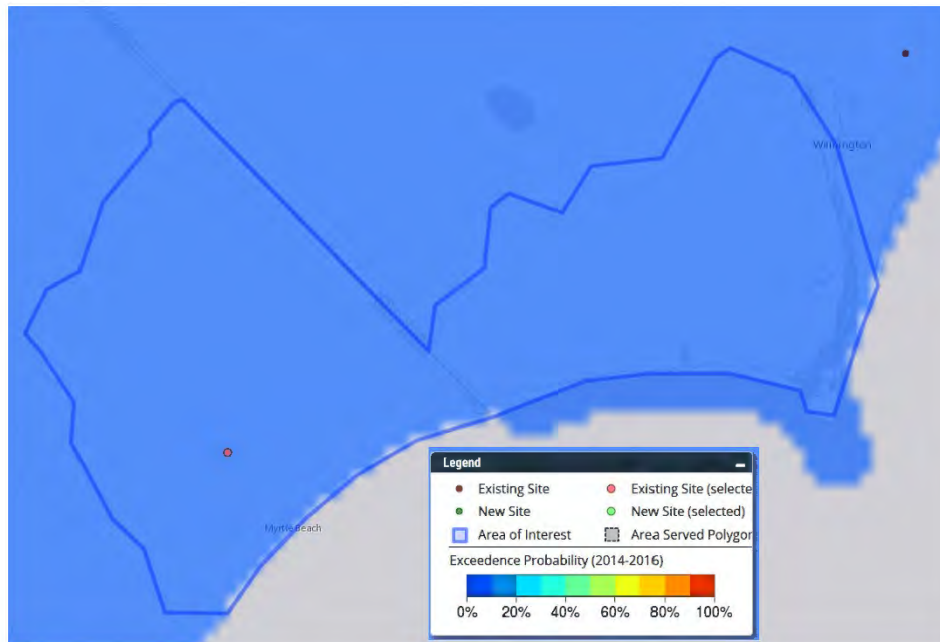 Wilmington
Myrtle Beach
Legend
Existing Site
Existing Site (selecte
New Site
New Site (selected)
Area of Interest
Area Served Polygon
Exceedence Probability (2014-2016)
0% 20% 40% 60% 80% 100%